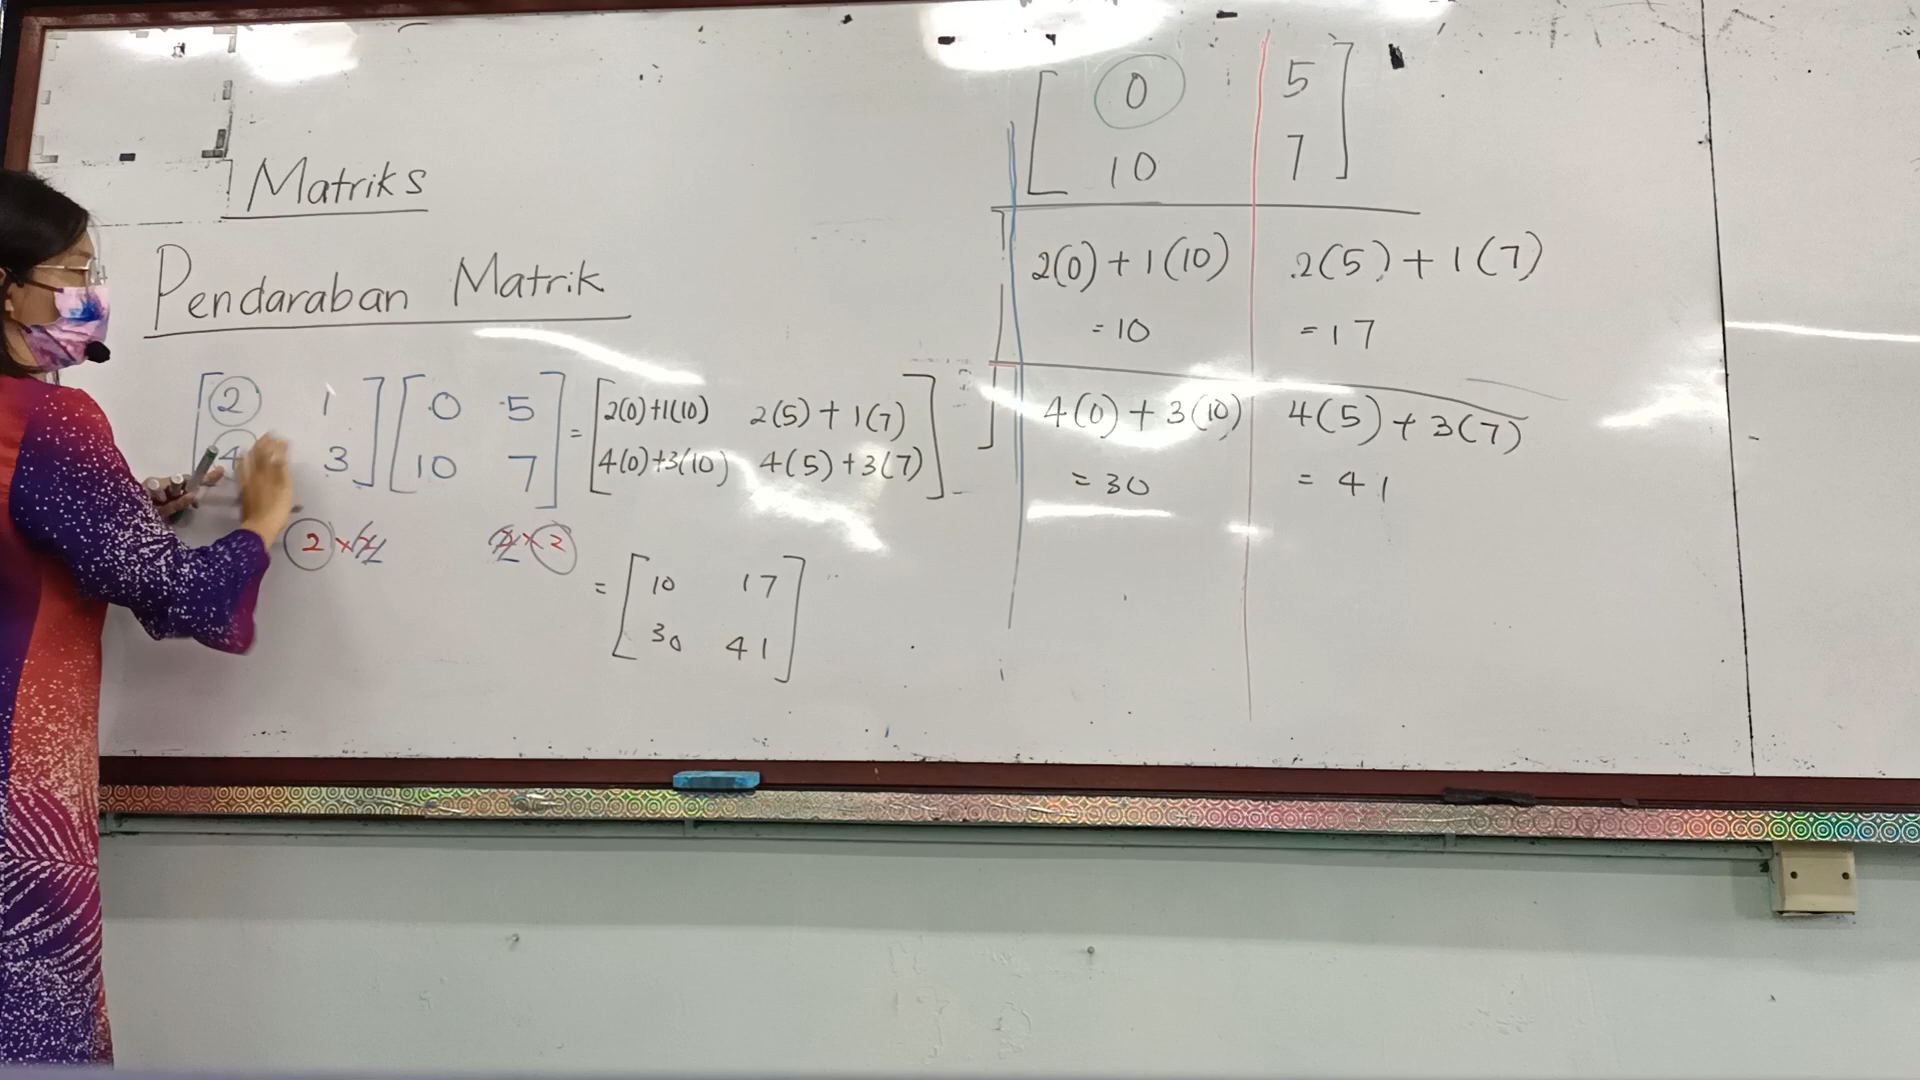 Matriks
Pendaraban Matrik
[2 1 [0 5 = [2(0)+1(10) 2(5)+1(7)
4 3] 10 7] 4(0)+3(10) 4(5)+3(7)]
2 × 2 2 × 2
= [10 17
30 41]
[0 5
10 7]
2(0)+1(10) 2(5)+1(7)
=10 =17
4(0)+3(10) 4(5)+3(7)
=30 =41